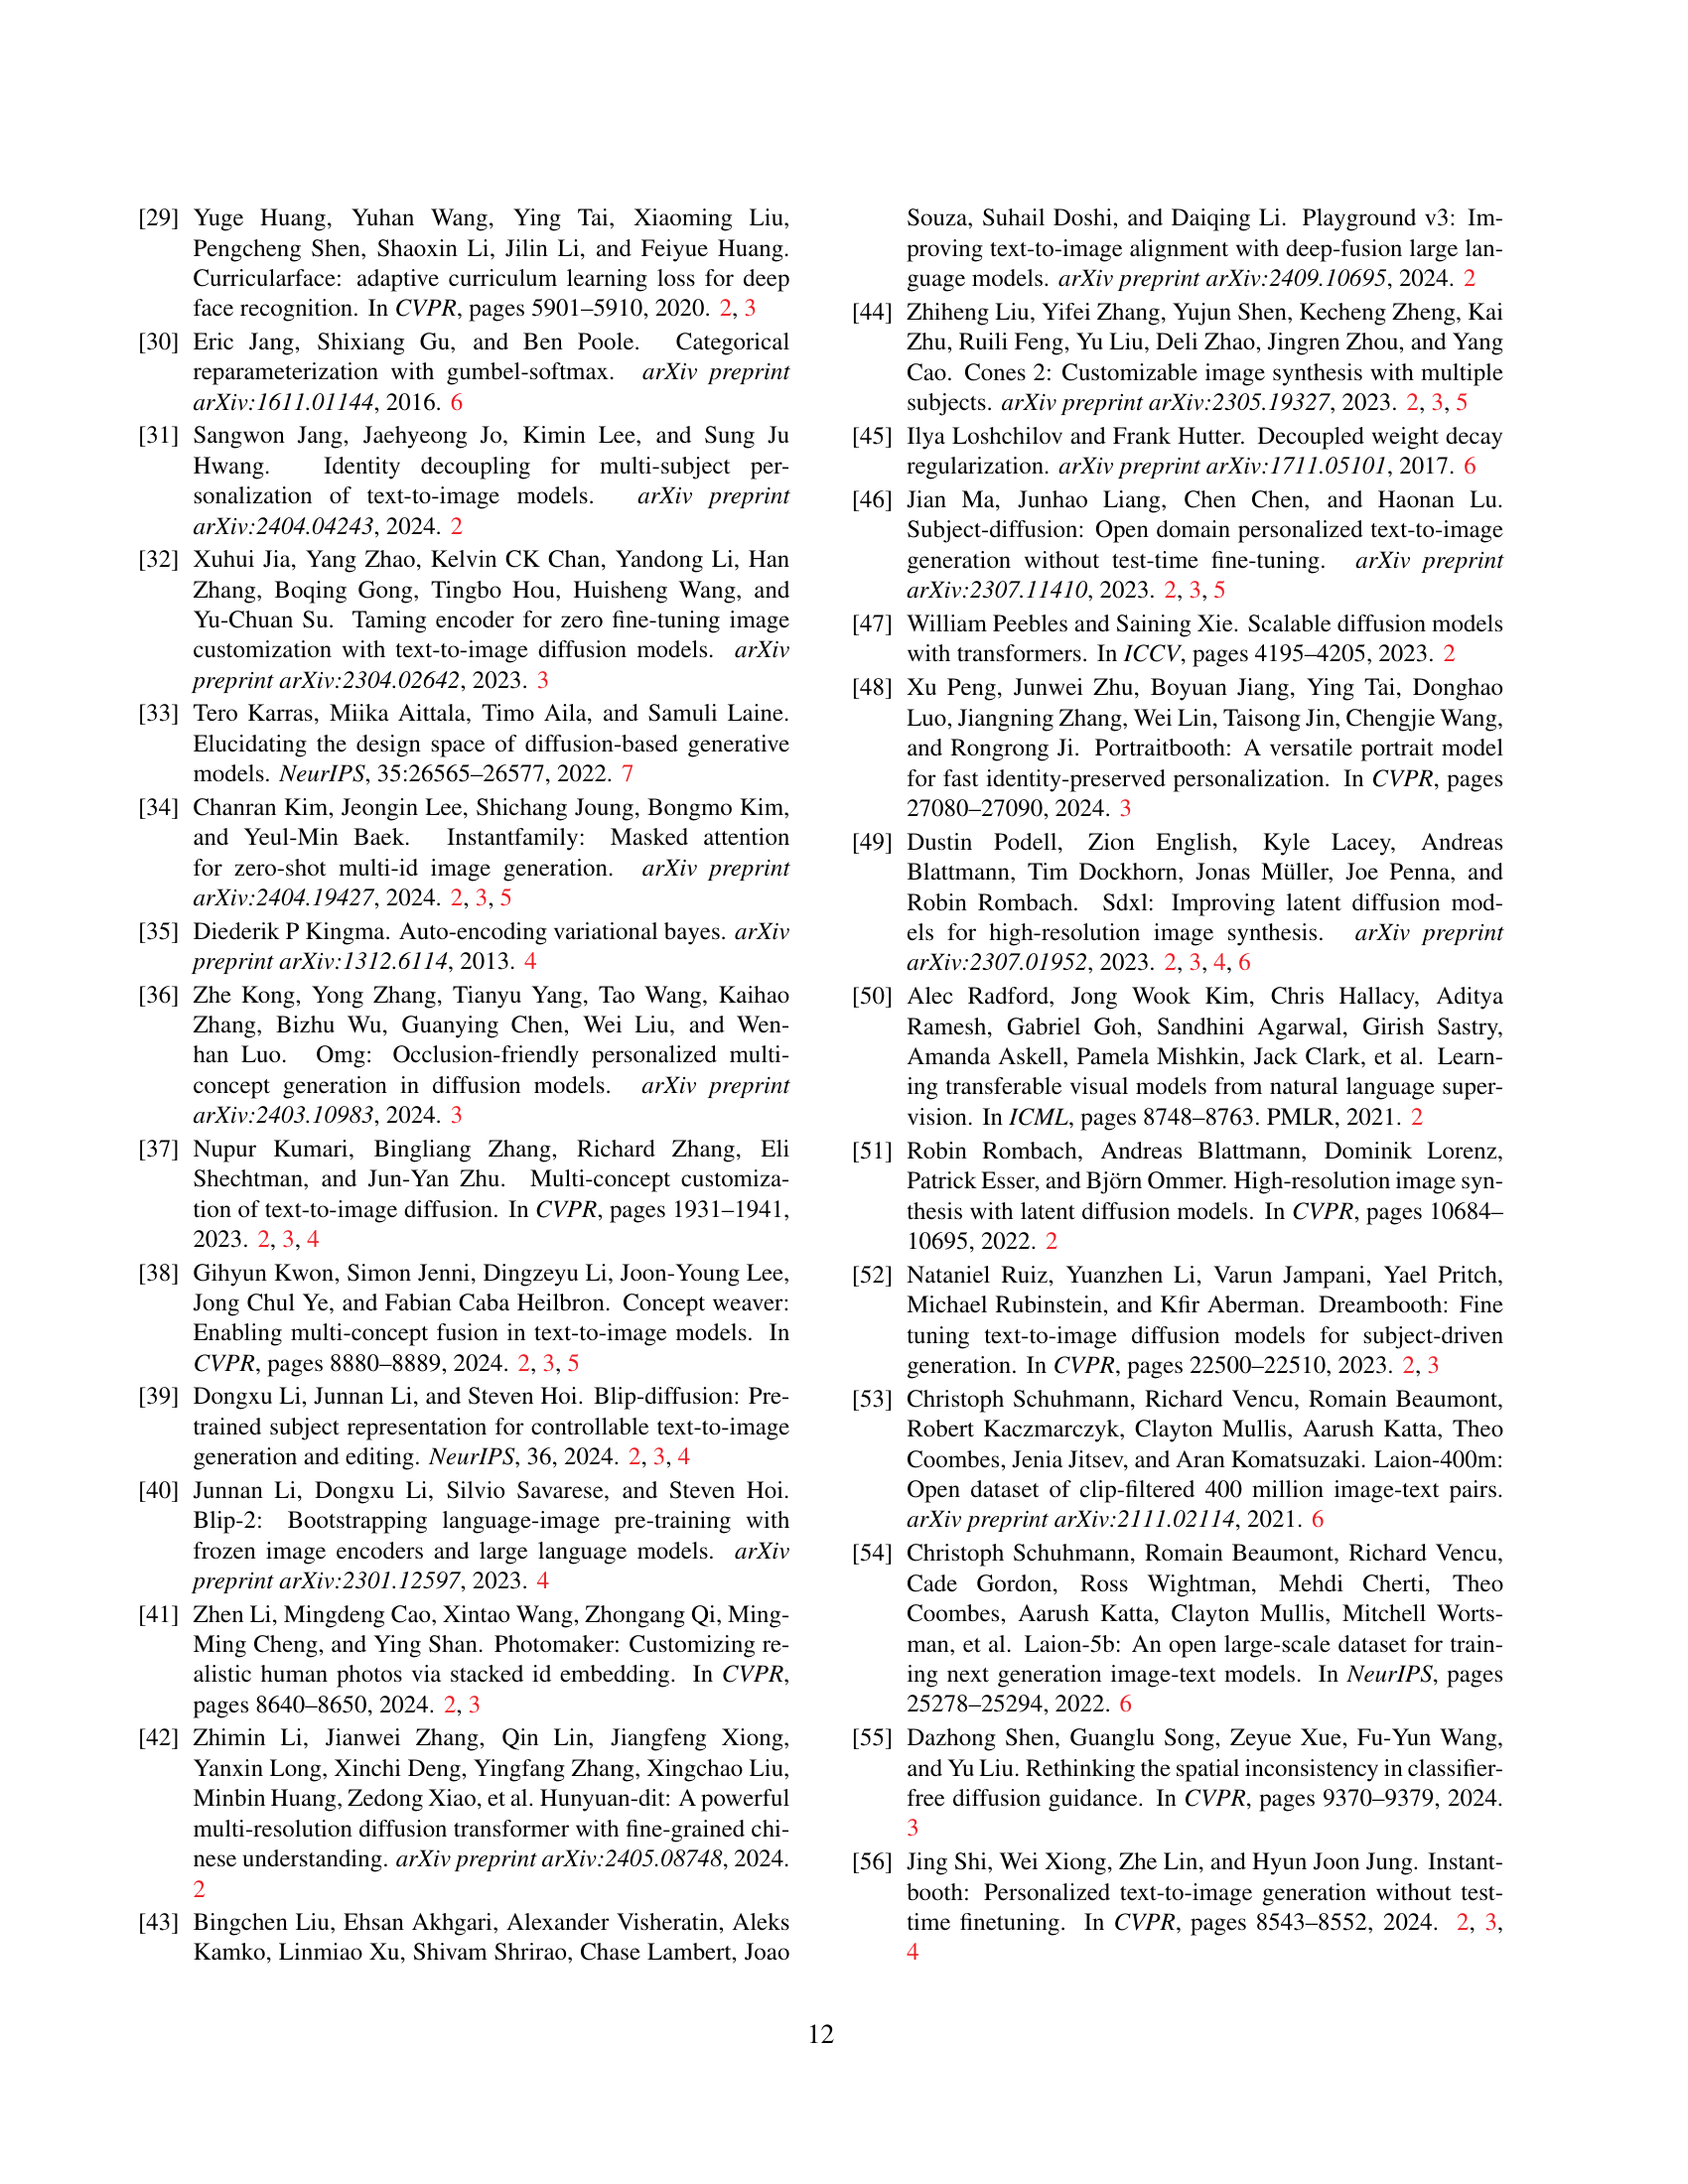 [29] Yuge Huang, Yuhan Wang, Ying Tai, Xiaoming Liu,
Pengcheng Shen, Shaoxin Li, Jilin Li, and Feiyue Huang.
Curricularface: adaptive curriculum learning loss for deep
face recognition. In CVPR, pages 5901–5910, 2020. 2, 3
[30] Eric Jang, Shixiang Gu, and Ben Poole. Categorical
reparameterization with gumbel-softmax. arXiv preprint
arXiv:1611.01144, 2016. 6
[31] Sangwon Jang, Jaehyeong Jo, Kimin Lee, and Sung Ju
Hwang. Identity decoupling for multi-subject per-
sonalization of text-to-image models. arXiv preprint
arXiv:2404.04243, 2024. 2
[32] Xuhui Jia, Yang Zhao, Kelvin CK Chan, Yandong Li, Han
Zhang, Boqing Gong, Tingbo Hou, Huisheng Wang, and
Yu-Chuan Su. Taming encoder for zero fine-tuning image
customization with text-to-image diffusion models. arXiv
preprint arXiv:2304.02642, 2023. 3
[33] Tero Karras, Miika Aittala, Timo Aila, and Samuli Laine.
Elucidating the design space of diffusion-based generative
models. NeurIPS, 35:26565–26577, 2022. 7
[34] Chanran Kim, Jeongin Lee, Shichang Joung, Bongmo Kim,
and Yeul-Min Baek. Instantfamily: Masked attention
for zero-shot multi-id image generation. arXiv preprint
arXiv:2404.19427, 2024. 2, 3, 5
[35] Diederik P Kingma. Auto-encoding variational bayes. arXiv
preprint arXiv:1312.6114, 2013. 4
[36] Zhe Kong, Yong Zhang, Tianyu Yang, Tao Wang, Kaihao
Zhang, Bizhu Wu, Guanying Chen, Wei Liu, and Wen-
han Luo. Omg: Occlusion-friendly personalized multi-
concept generation in diffusion models. arXiv preprint
arXiv:2403.10983, 2024. 3
[37] Nupur Kumari, Bingliang Zhang, Richard Zhang, Eli
Shechtman, and Jun-Yan Zhu. Multi-concept customiza-
tion of text-to-image diffusion. In CVPR, pages 1931–1941,
2023. 2, 3, 4
[38] Gihyun Kwon, Simon Jenni, Dingzeyu Li, Joon-Young Lee,
Jong Chul Ye, and Fabian Caba Heilbron. Concept weaver:
Enabling multi-concept fusion in text-to-image models. In
CVPR, pages 8880–8889, 2024. 2, 3, 5
[39] Dongxu Li, Junnan Li, and Steven Hoi. Blip-diffusion: Pre-
trained subject representation for controllable text-to-image
generation and editing. NeurIPS, 36, 2024. 2, 3, 4
[40] Junnan Li, Dongxu Li, Silvio Savarese, and Steven Hoi.
Blip-2: Bootstrapping language-image pre-training with
frozen image encoders and large language models. arXiv
preprint arXiv:2301.12597, 2023. 4
[41] Zhen Li, Mingdeng Cao, Xintao Wang, Zhongang Qi, Ming-
Ming Cheng, and Ying Shan. Photomaker: Customizing re-
alistic human photos via stacked id embedding. In CVPR,
pages 8640–8650, 2024. 2, 3
[42] Zhimin Li, Jianwei Zhang, Qin Lin, Jiangfeng Xiong,
Yanxin Long, Xinchi Deng, Yingfang Zhang, Xingchao Liu,
Minbin Huang, Zedong Xiao, et al. Hunyuan-dit: A powerful
multi-resolution diffusion transformer with fine-grained chi-
nese understanding. arXiv preprint arXiv:2405.08748, 2024.
2
[43] Bingchen Liu, Ehsan Akhgari, Alexander Visheratin, Aleks
Kamko, Linmiao Xu, Shivam Shrirao, Chase Lambert, Joao
Souza, Suhail Doshi, and Daiqing Li. Playground v3: Im-
proving text-to-image alignment with deep-fusion large lan-
guage models. arXiv preprint arXiv:2409.10695, 2024. 2
[44] Zhiheng Liu, Yifei Zhang, Yujun Shen, Kecheng Zheng, Kai
Zhu, Ruili Feng, Yu Liu, Deli Zhao, Jingren Zhou, and Yang
Cao. Cones 2: Customizable image synthesis with multiple
subjects. arXiv preprint arXiv:2305.19327, 2023. 2, 3, 5
[45] Ilya Loshchilov and Frank Hutter. Decoupled weight decay
regularization. arXiv preprint arXiv:1711.05101, 2017. 6
[46] Jian Ma, Junhao Liang, Chen Chen, and Haonan Lu.
Subject-diffusion: Open domain personalized text-to-image
generation without test-time fine-tuning. arXiv preprint
arXiv:2307.11410, 2023. 2, 3, 5
[47] William Peebles and Saining Xie. Scalable diffusion models
with transformers. In ICCV, pages 4195–4205, 2023. 2
[48] Xu Peng, Junwei Zhu, Boyuan Jiang, Ying Tai, Donghao
Luo, Jiangning Zhang, Wei Lin, Taisong Jin, Chengjie Wang,
and Rongrong Ji. Portraitbooth: A versatile portrait model
for fast identity-preserved personalization. In CVPR, pages
27080–27090, 2024. 3
[49] Dustin Podell, Zion English, Kyle Lacey, Andreas
Blattmann, Tim Dockhorn, Jonas Müller, Joe Penna, and
Robin Rombach. Sdxl: Improving latent diffusion mod-
els for high-resolution image synthesis. arXiv preprint
arXiv:2307.01952, 2023. 2, 3, 4, 6
[50] Alec Radford, Jong Wook Kim, Chris Hallacy, Aditya
Ramesh, Gabriel Goh, Sandhini Agarwal, Girish Sastry,
Amanda Askell, Pamela Mishkin, Jack Clark, et al. Learn-
ing transferable visual models from natural language super-
vision. In ICML, pages 8748–8763. PMLR, 2021. 2
[51] Robin Rombach, Andreas Blattmann, Dominik Lorenz,
Patrick Esser, and Björn Ommer. High-resolution image syn-
thesis with latent diffusion models. In CVPR, pages 10684–
10695, 2022. 2
[52] Nataniel Ruiz, Yuanzhen Li, Varun Jampani, Yael Pritch,
Michael Rubinstein, and Kfir Aberman. Dreambooth: Fine
tuning text-to-image diffusion models for subject-driven
generation. In CVPR, pages 22500–22510, 2023. 2, 3
[53] Christoph Schuhmann, Richard Vencu, Romain Beaumont,
Robert Kaczmarczyk, Clayton Mullis, Aarush Katta, Theo
Coombes, Jenia Jitsev, and Aran Komatsuzaki. Laion-400m:
Open dataset of clip-filtered 400 million image-text pairs.
arXiv preprint arXiv:2111.02114, 2021. 6
[54] Christoph Schuhmann, Romain Beaumont, Richard Vencu,
Cade Gordon, Ross Wightman, Mehdi Cherti, Theo
Coombes, Aarush Katta, Clayton Mullis, Mitchell Worts-
man, et al. Laion-5b: An open large-scale dataset for train-
ing next generation image-text models. In NeurIPS, pages
25278–25294, 2022. 6
[55] Dazhong Shen, Guanglu Song, Zeyue Xue, Fu-Yun Wang,
and Yu Liu. Rethinking the spatial inconsistency in classifier-
free diffusion guidance. In CVPR, pages 9370–9379, 2024.
3
[56] Jing Shi, Wei Xiong, Zhe Lin, and Hyun Joon Jung. Instant-
booth: Personalized text-to-image generation without test-
time finetuning. In CVPR, pages 8543–8552, 2024. 2, 3,
4
12